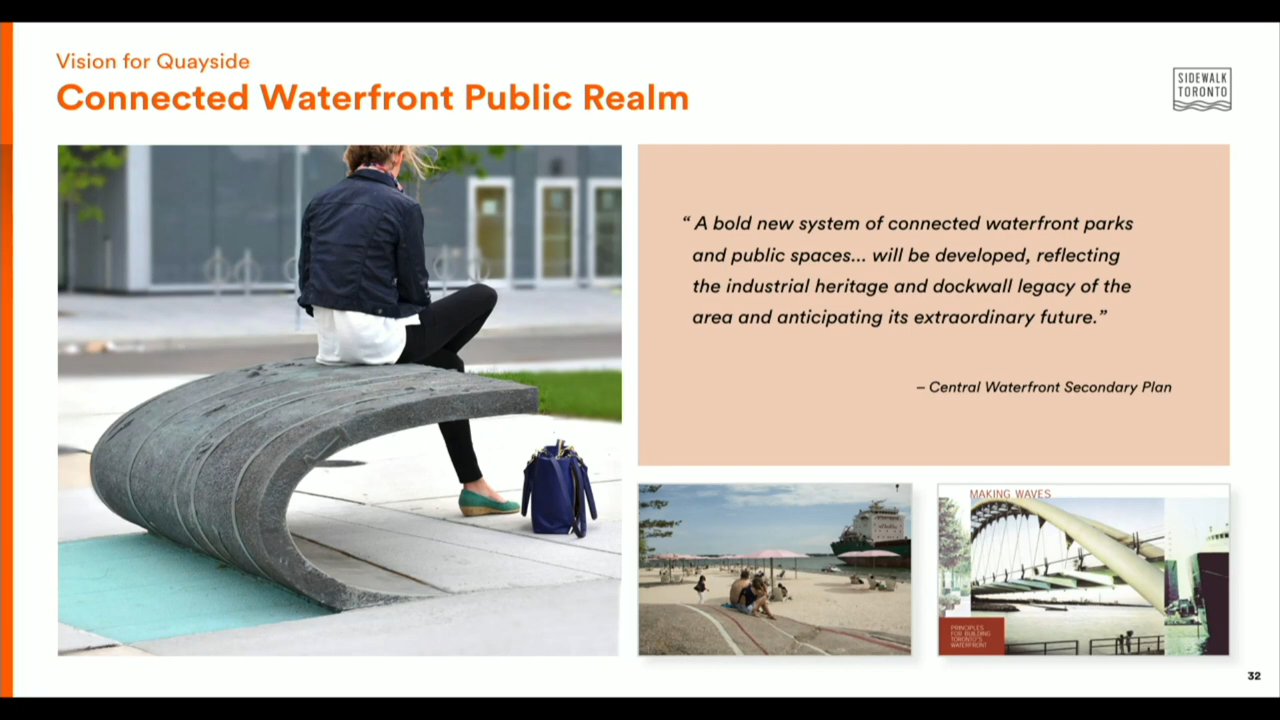 Vision for Quayside
Connected Waterfront Public Realm
SIDEWALK
TORONTO
“ A bold new system of connected waterfront parks
and public spaces... will be developed, reflecting
the industrial heritage and dockwall legacy of the
area and anticipating its extraordinary future.”
– Central Waterfront Secondary Plan
MAKING WAVES
PRINCIPLES
FOR BUILDING
TORONTO'S
WATERFRONT
32